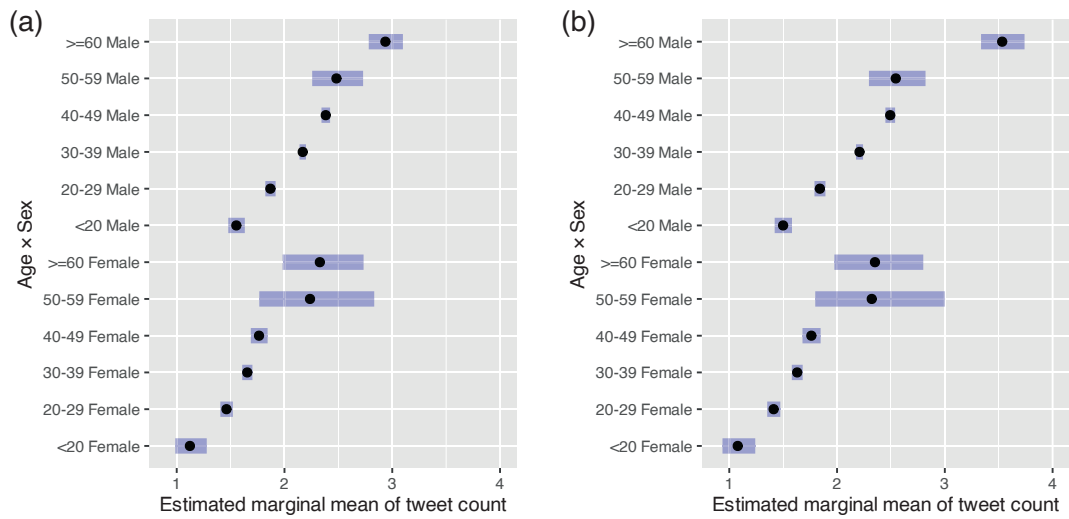 (a)
Age × Sex
>=60 Male
50-59 Male
40-49 Male
30-39 Male
20-29 Male
<20 Male
>=60 Female
50-59 Female
40-49 Female
30-39 Female
20-29 Female
<20 Female
1 2 3 4
Estimated marginal mean of tweet count
(b)
Age × Sex
>=60 Male
50-59 Male
40-49 Male
30-39 Male
20-29 Male
<20 Male
>=60 Female
50-59 Female
40-49 Female
30-39 Female
20-29 Female
<20 Female
1 2 3 4
Estimated marginal mean of tweet count